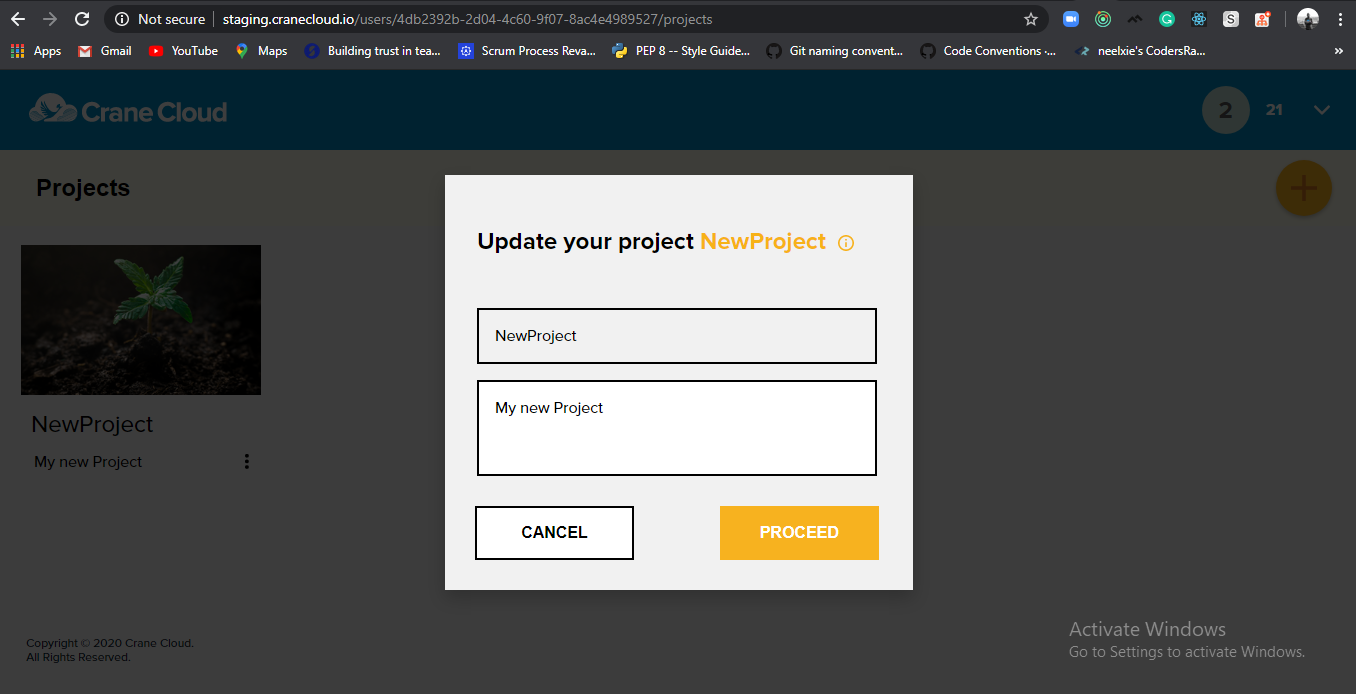 Not secure
staging.cranecloud.io/users/4db2392b-2d04-4c60-9f07-8ac4e4989527/projects
Apps
Gmail
YouTube
Maps
Building trust in tea...
Scrum Process Reva...
PEP 8 -- Style Guide...
Git naming convent...
Code Conventions ·...
neelxie's CodersRa...
»
Crane Cloud
2
21
Projects
Update your project NewProject
NewProject
My new Project
CANCEL
PROCEED
NewProject
My new Project
Copyright © 2020 Crane Cloud.
All Rights Reserved.
Activate Windows
Go to Settings to activate Windows.